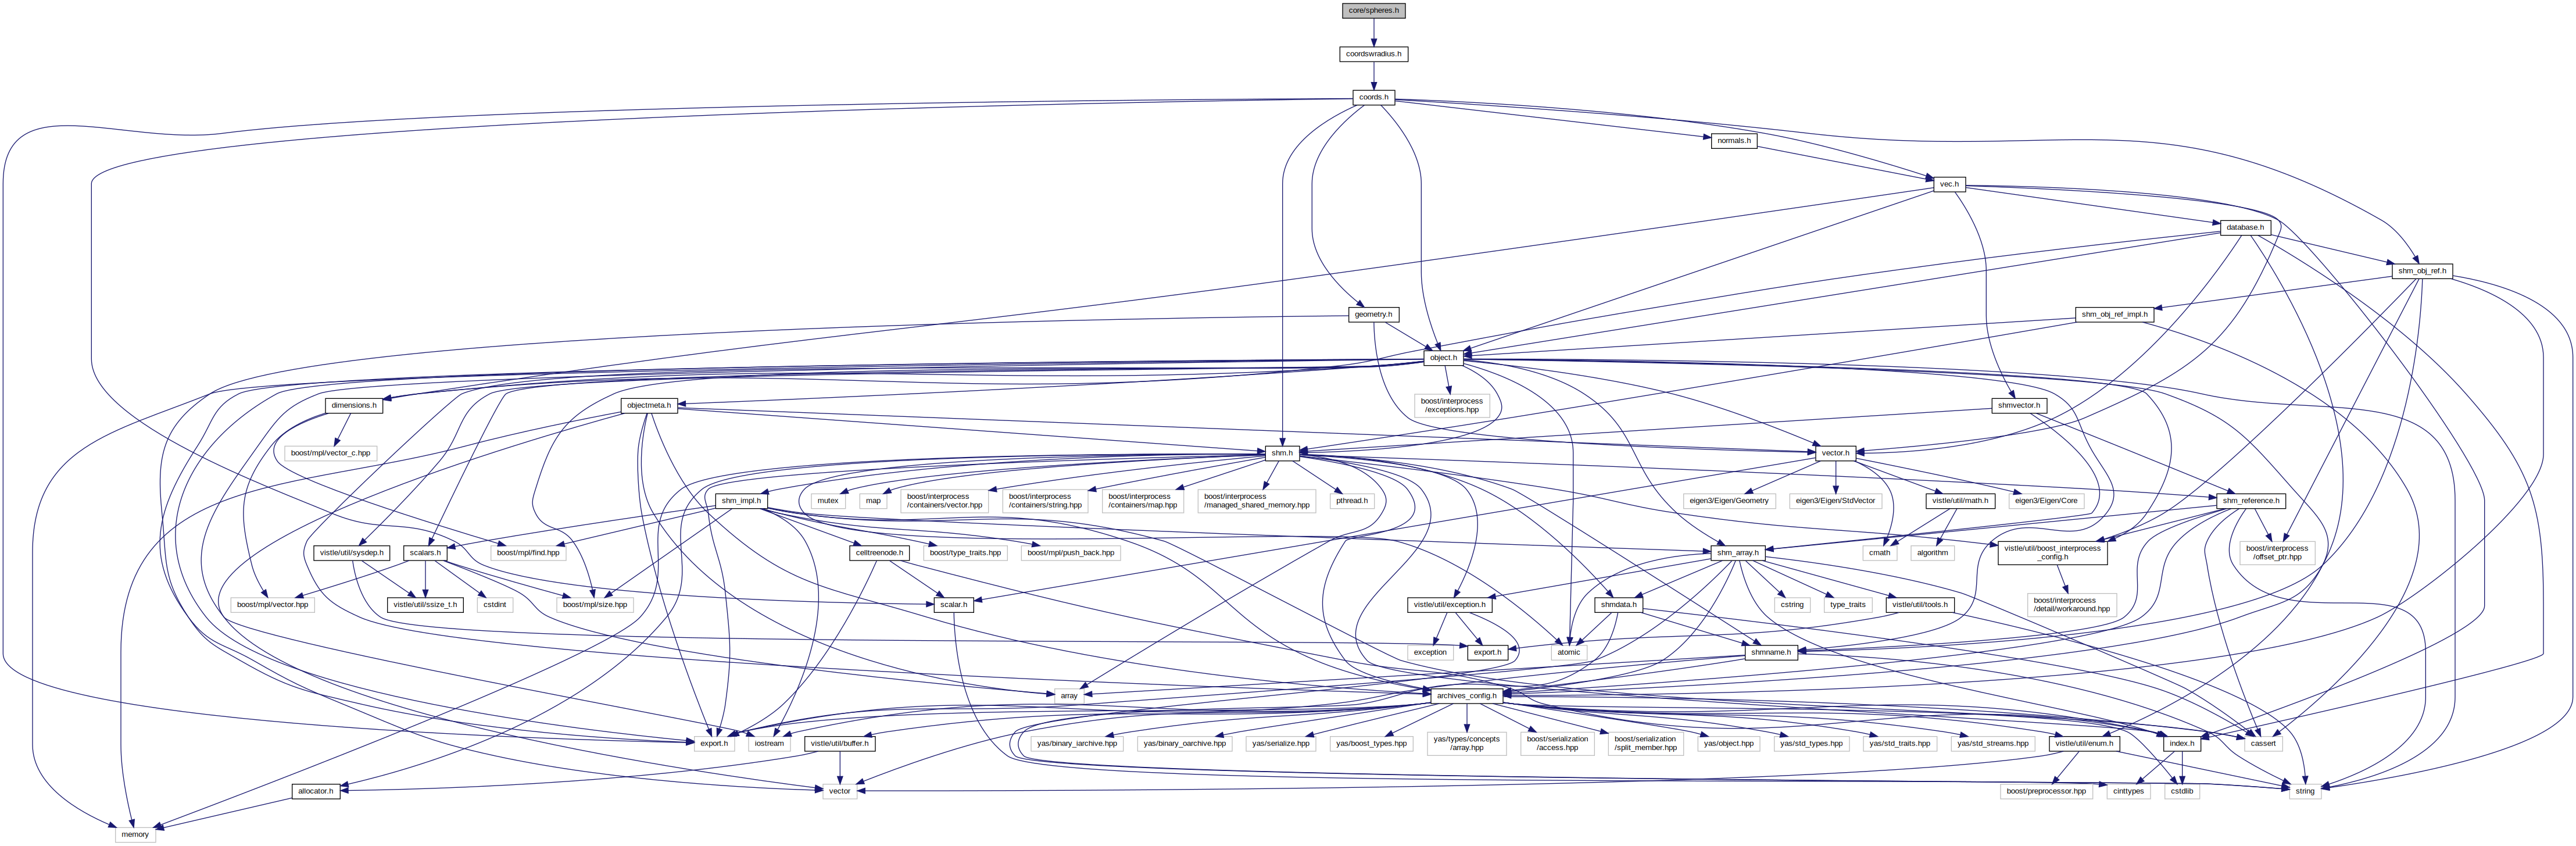 core/spheres.h
coordswradius.h
coords.h
normals.h
vec.h
database.h
shm_obj_ref.h
geometry.h
shm_obj_ref_impl.h
object.h
dimensions.h
objectmeta.h
boost/interprocess
/exceptions.hpp
shmvector.h
boost/mpl/vector_c.hpp
shm.h
vector.h
shm_impl.h
mutex
map
boost/interprocess
/containers/vector.hpp
boost/interprocess
/containers/string.hpp
boost/interprocess
/containers/map.hpp
boost/interprocess
/managed_shared_memory.hpp
pthread.h
eigen3/Eigen/Geometry
eigen3/Eigen/StdVector
vistle/util/math.h
eigen3/Eigen/Core
shm_reference.h
vistle/util/sysdep.h
scalars.h
boost/mpl/find.hpp
celltreenode.h
boost/type_traits.hpp
boost/mpl/push_back.hpp
shm_array.h
cmath
algorithm
vistle/util/boost_interprocess
_config.h
boost/interprocess
/offset_ptr.hpp
boost/mpl/vector.hpp
vistle/util/ssize_t.h
cstdint
boost/mpl/size.hpp
scalar.h
vistle/util/exception.h
shmdata.h
cstring
type_traits
vistle/util/tools.h
boost/interprocess
/detail/workaround.hpp
exception
export.h
atomic
shmname.h
array
archives_config.h
export.h
iostream
vistle/util/buffer.h
yas/binary_iarchive.hpp
yas/binary_oarchive.hpp
yas/serialize.hpp
yas/boost_types.hpp
yas/types/concepts
/array.hpp
boost/serialization
/access.hpp
boost/serialization
/split_member.hpp
yas/object.hpp
yas/std_types.hpp
yas/std_traits.hpp
yas/std_streams.hpp
vistle/util/enum.h
index.h
cassert
allocator.h
vector
boost/preprocessor.hpp
cinttypes
cstdlib
string
memory